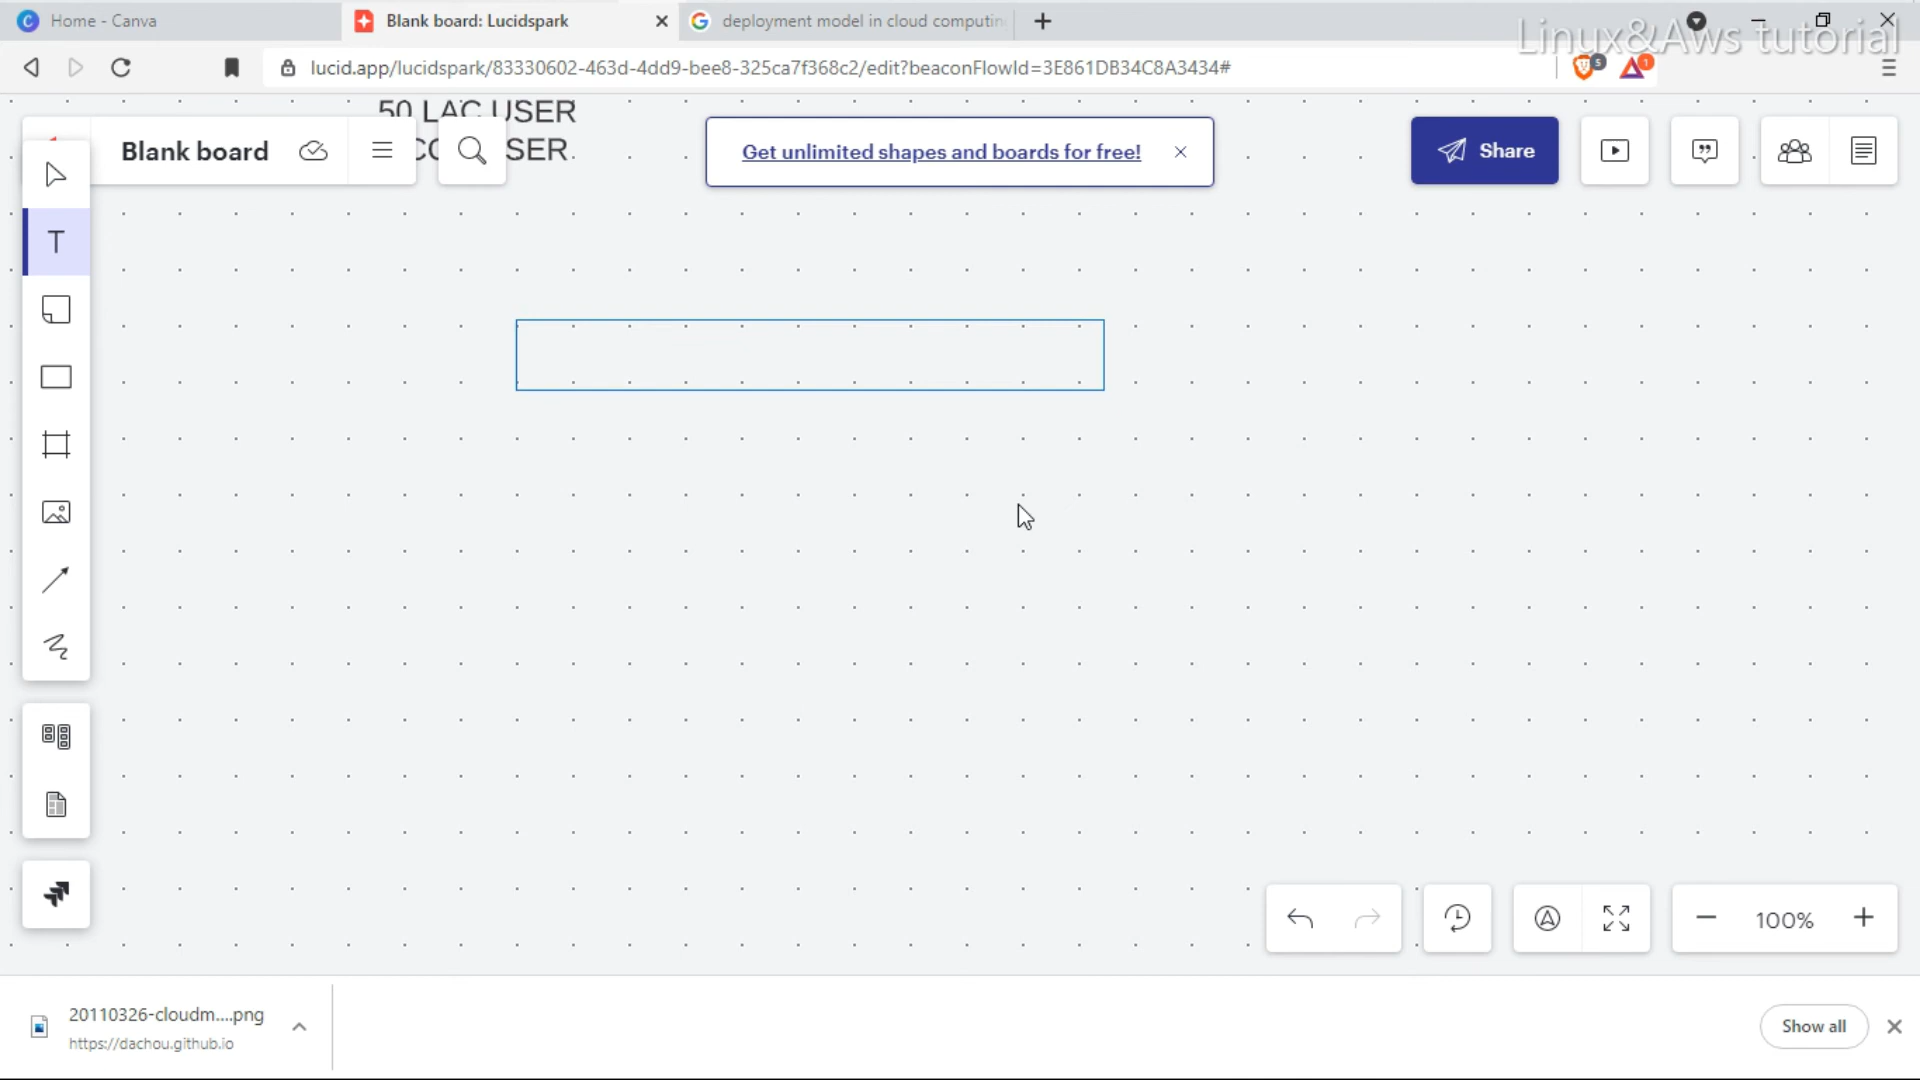 Home - Canva
Blank board: Lucidspark
deployment model in cloud computin
Linux&Aws tutorial
lucid.app/lucidspark/83330602-463d-4dd9-bee8-325ca7f368c2/edit?beaconFlowId=3E861DB34C8A3434#
5
1
50 LAC USER
SER
Blank board
Get unlimited shapes and boards for free!
Share
T
100%
20110326-cloudm....png
https://dachou.github.io
Show all